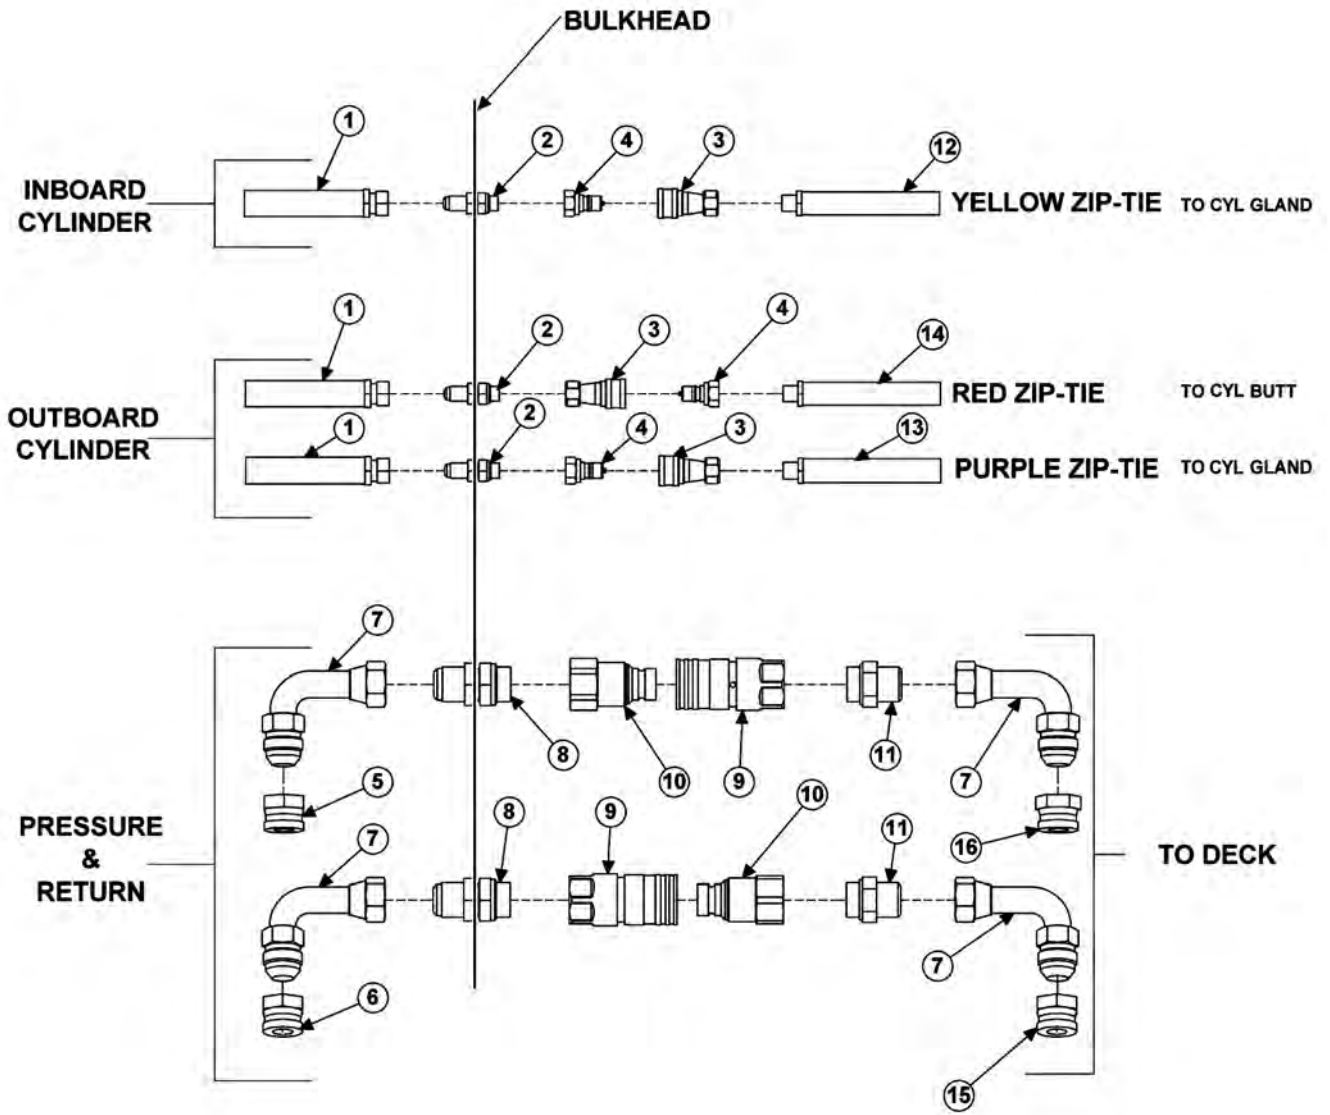 BULKHEAD
1
2
4
3
12
INBOARD
CYLINDER
YELLOW ZIP-TIE TO CYL GLAND
1
2
3
4
14
RED ZIP-TIE TO CYL BUTT
OUTBOARD
CYLINDER
1
2
4
3
13
PURPLE ZIP-TIE TO CYL GLAND
7
8
10
9
11
7
5
16
PRESSURE
&
RETURN
TO DECK
7
8
9
10
11
7
6
15